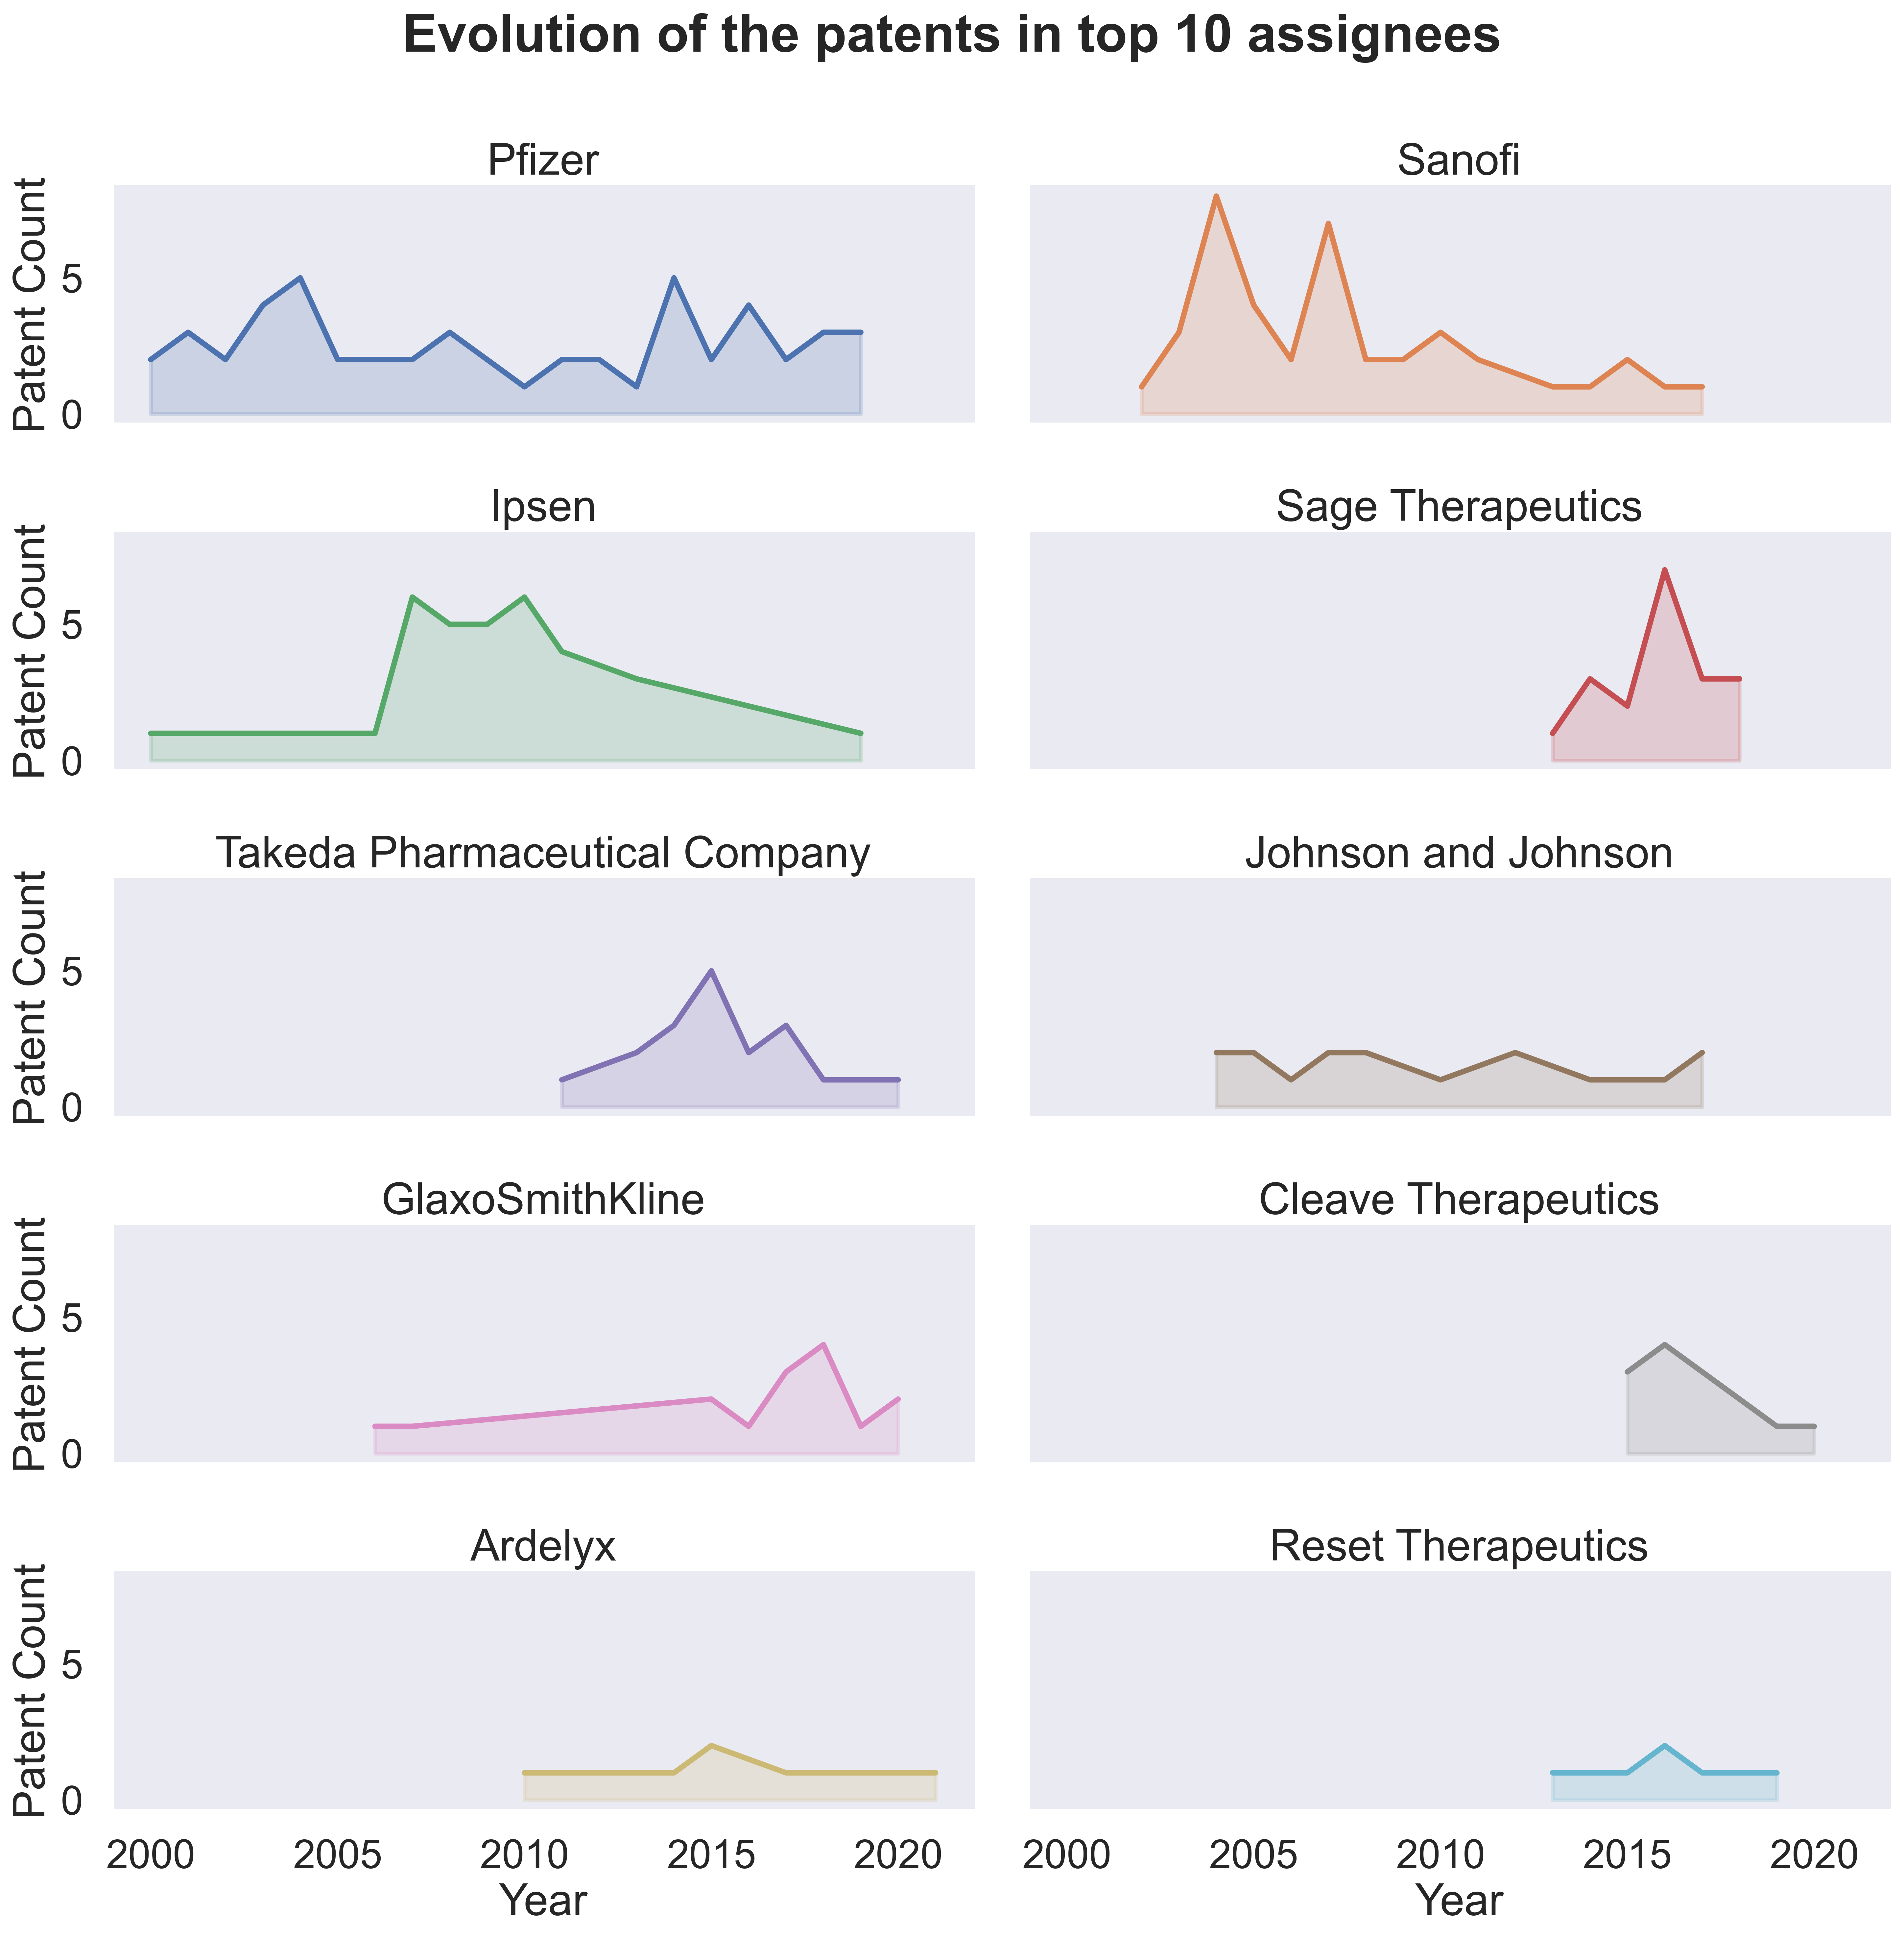 Evolution of the patents in top 10 assignees
Pfizer
Sanofi
Patent Count
5
0
Ipsen
Sage Therapeutics
Patent Count
5
0
Takeda Pharmaceutical Company
Johnson and Johnson
Patent Count
5
0
GlaxoSmithKline
Cleave Therapeutics
Patent Count
5
0
Ardelyx
Reset Therapeutics
Patent Count
5
0
2000 2005 2010 2015 2020
2000 2005 2010 2015 2020
Year
Year